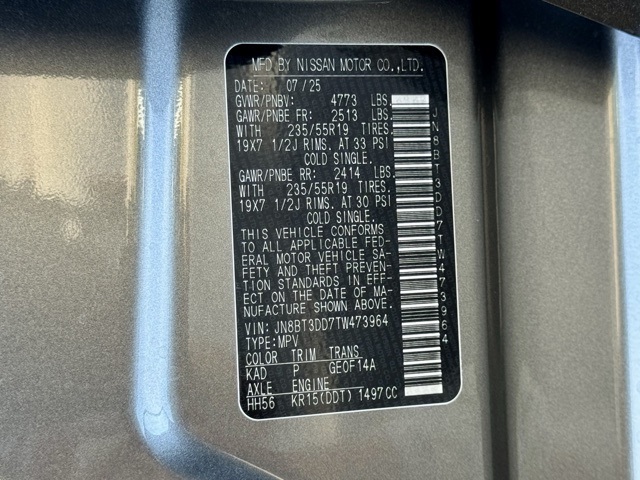 MFD BY NISSAN MOTOR CO.,LTD.
DATE: 07/25
GVWR/PNBV: 4773 LBS.
GAWR/PNBE FR: 2513 LBS.
WITH 235/55R19 TIRES.
19X7 1/2J RIMS. AT 33 PSI
COLD SINGLE.
GAWR/PNBE RR: 2414 LBS.
WITH 235/55R19 TIRES.
19X7 1/2J RIMS. AT 30 PSI
COLD SINGLE.
THIS VEHICLE CONFORMS
TO ALL APPLICABLE FED-
ERAL MOTOR VEHICLE SA-
FETY AND THEFT PREVEN-
TION STANDARDS IN EFF-
ECT ON THE DATE OF MA-
NUFACTURE SHOWN ABOVE.
VIN: JN8BT3DD7TW473964
TYPE:MPV
COLOR TRIM TRANS
KAD P GE0F14A
AXLE ENGINE
HH56 KR15(DDT) 1497CC
JN8BT3DD7TW473964